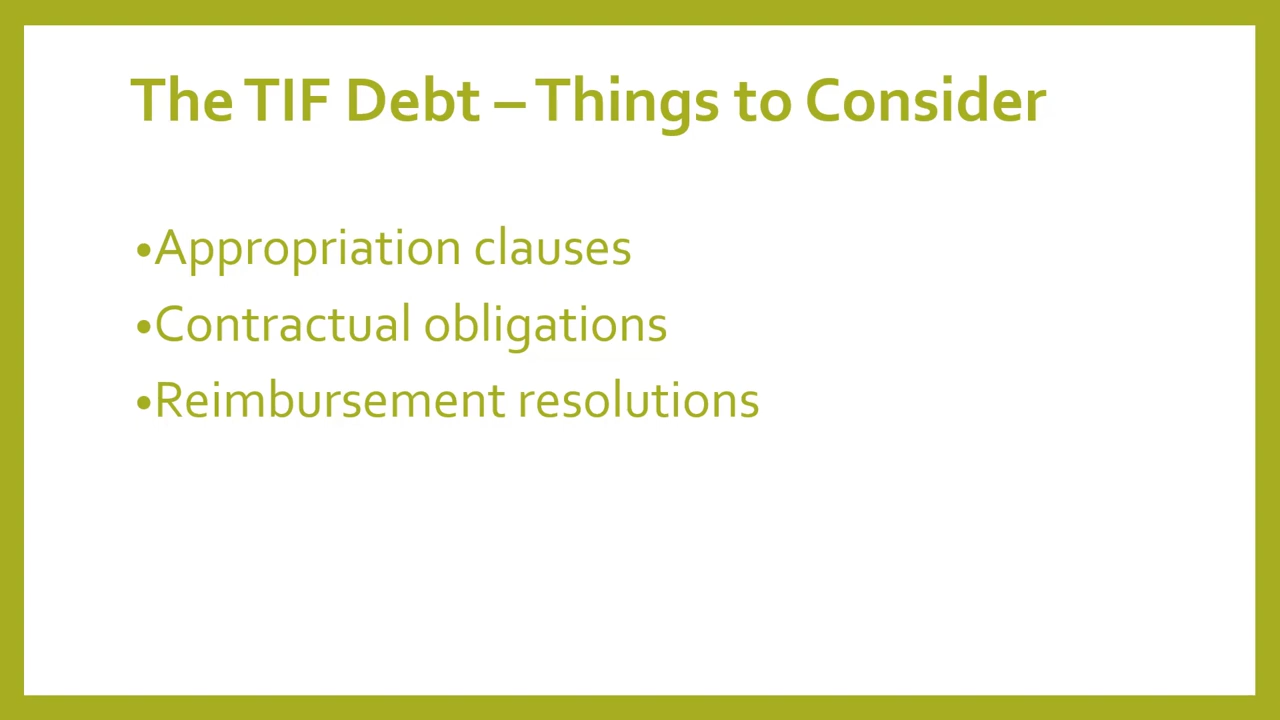 The TIF Debt – Things to Consider
•Appropriation clauses
•Contractual obligations
•Reimbursement resolutions